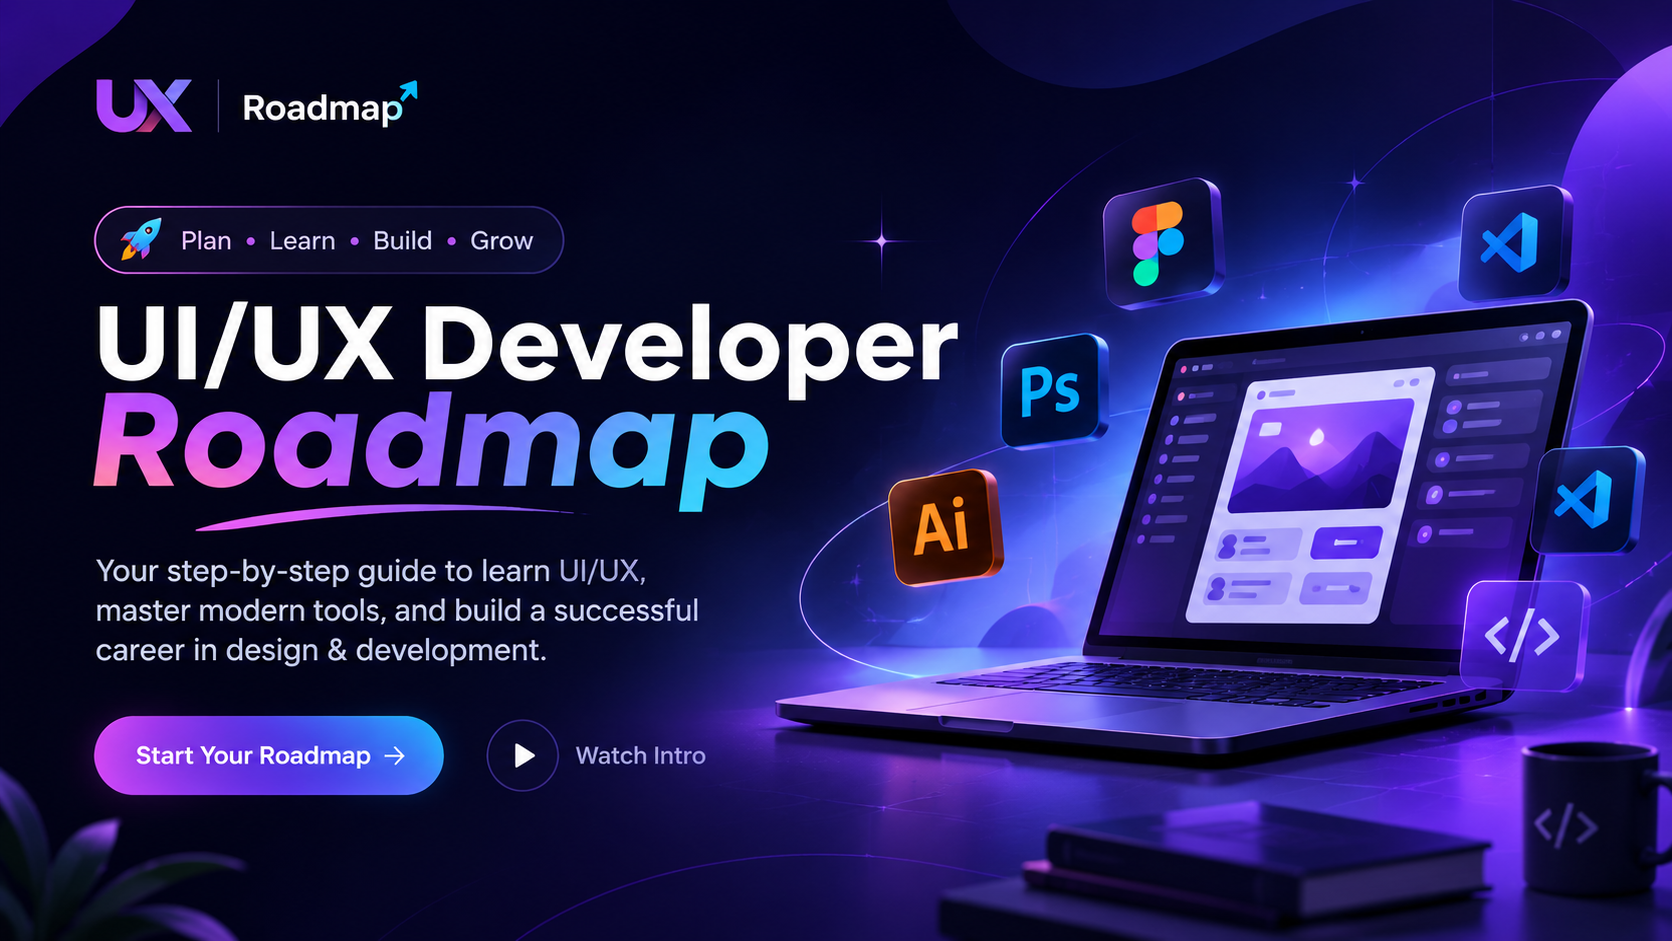 UX | Roadmap
Plan • Learn • Build • Grow
UI/UX Developer
Roadmap
Your step-by-step guide to learn UI/UX,
master modern tools, and build a successful
career in design & development.
Start Your Roadmap →
Watch Intro
Ps
Ai
</>
</>